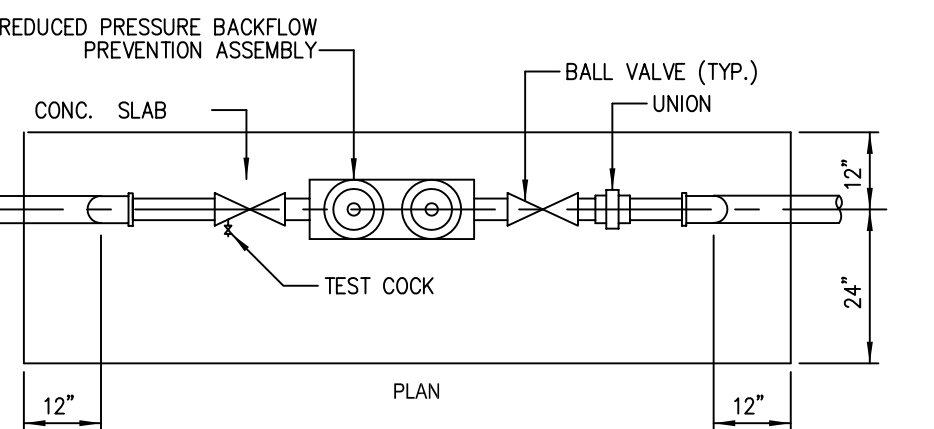 REDUCED PRESSURE BACKFLOW
PREVENTION ASSEMBLY
BALL VALVE (TYP.)
UNION
CONC. SLAB
12”
TEST COCK
24”
PLAN
12”
12”